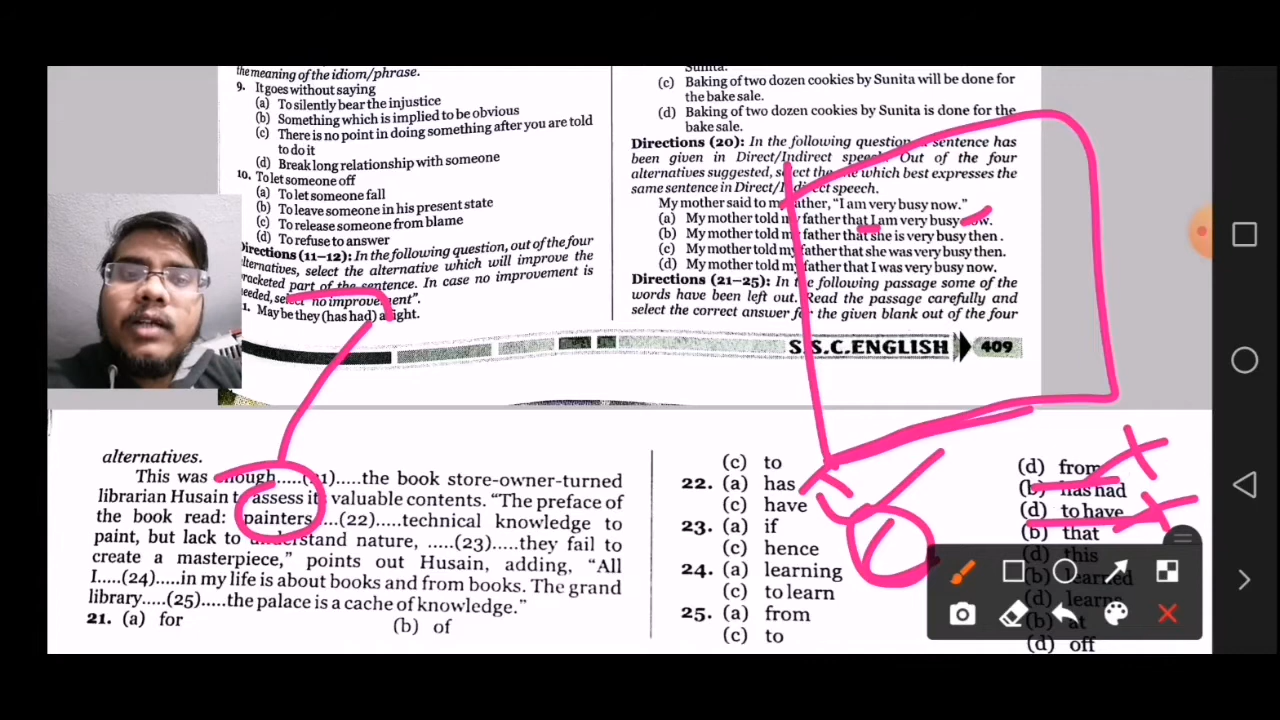 the meaning of the idiom/phrase.
9. It goes without saying
(a) To silently bear the injustice
(b) Something which is implied to be obvious
(c) There is no point in doing something after you are told
to do it
(d) Break long relationship with someone
10. To let someone off
(a) To let someone fall
(b) To leave someone in his present state
(c) To release someone from blame
(d) To refuse to answer
Directions (11–12): In the following question, out of the four
alternatives, select the alternative which will improve the
bracketed part of the sentence. In case no improvement is
needed, select "no improvement".
1. May be they (has had) a fight.
Sunita.
(c) Baking of two dozen cookies by Sunita will be done for
the bake sale.
(d) Baking of two dozen cookies by Sunita is done for the
bake sale.
Directions (20): In the following question a sentence has
been given in Direct/Indirect speech. Out of the four
alternatives suggested, select the one which best expresses the
same sentence in Direct/Indirect speech.
My mother said to my father, "I am very busy now."
(a) My mother told my father that I am very busy now.
(b) My mother told my father that she is very busy then .
(c) My mother told my father that she was very busy then.
(d) My mother told my father that I was very busy now.
Directions (21–25): In the following passage some of the
words have been left out. Read the passage carefully and
select the correct answer for the given blank out of the four
S.S.C.ENGLISH 409
alternatives.
This was enough.....(21).....the book store-owner-turned
librarian Husain to assess its valuable contents. "The preface of
the book read: painters.....(22).....technical knowledge to
paint, but lack to understand nature, .....(23).....they fail to
create a masterpiece," points out Husain, adding, "All
I.....(24).....in my life is about books and from books. The grand
library.....(25).....the palace is a cache of knowledge."
21. (a) for (b) of
(c) to (d) from
22. (a) has (b) has had
(c) have (d) to have
23. (a) if (b) that
(c) hence (d) this
24. (a) learning (b) learned
(c) to learn (d) learns
25. (a) from (b) at
(c) to (d) off